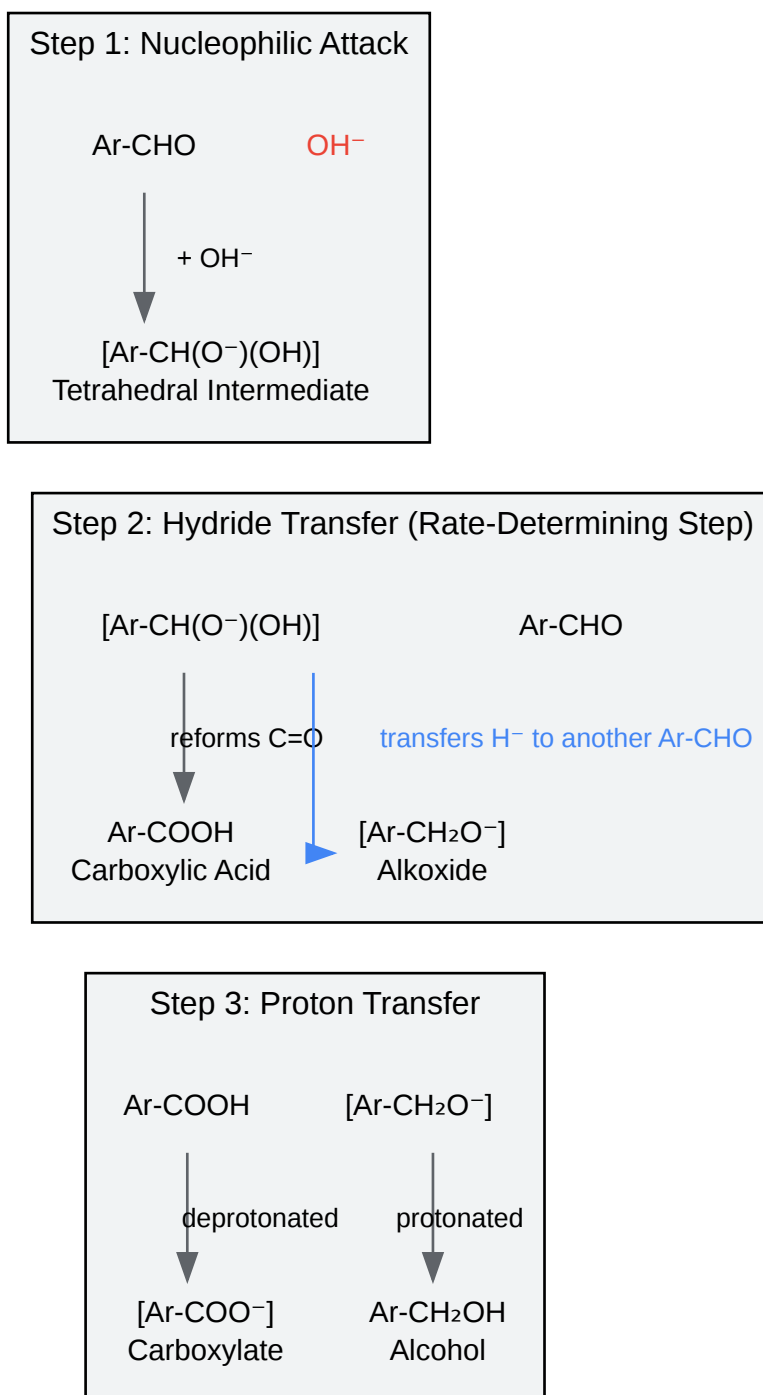 Step 1: Nucleophilic Attack
Ar-CHO
OH⁻
+ OH⁻
[Ar-CH(O⁻)(OH)]
Tetrahedral Intermediate
Step 2: Hydride Transfer (Rate-Determining Step)
[Ar-CH(O⁻)(OH)]
Ar-CHO
reforms C=O
transfers H⁻ to another Ar-CHO
Ar-COOH
Carboxylic Acid
[Ar-CH₂O⁻]
Alkoxide
Step 3: Proton Transfer
Ar-COOH
[Ar-CH₂O⁻]
deprotonated
protonated
[Ar-COO⁻]
Carboxylate
Ar-CH₂OH
Alcohol